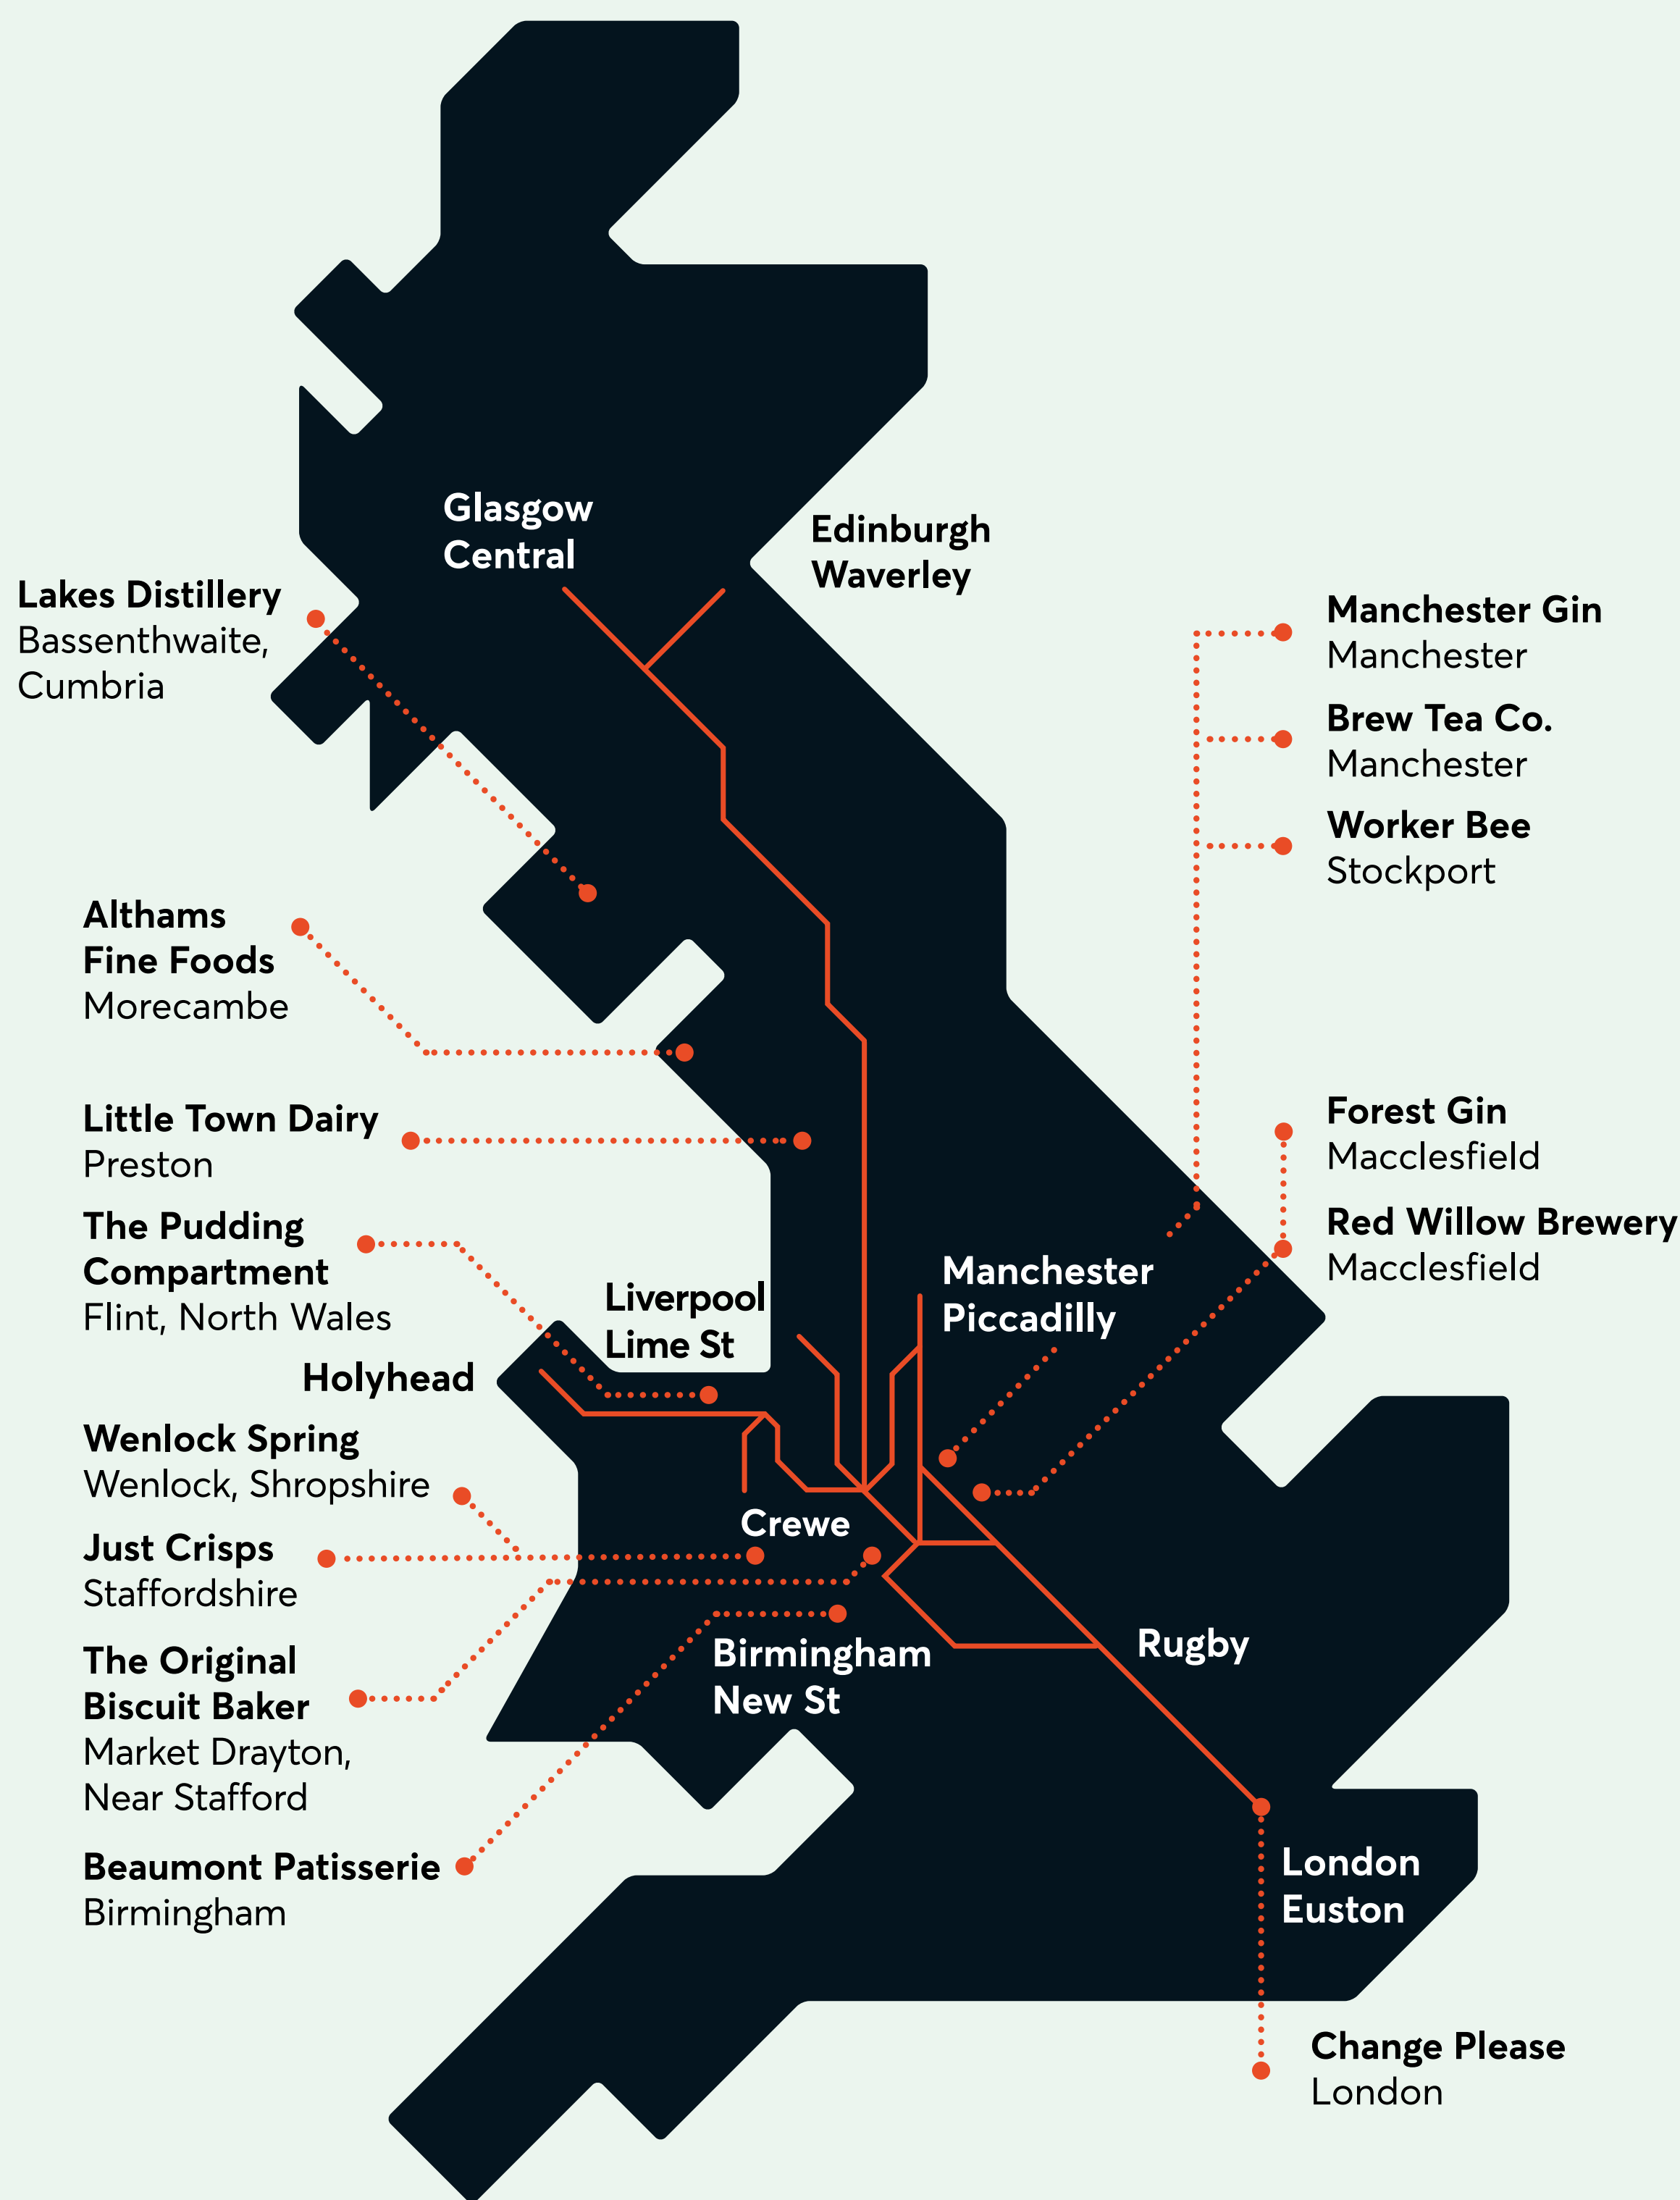 Glasgow
Central
Edinburgh
Waverley
Lakes Distillery
Bassenthwaite,
Cumbria
Manchester Gin
Manchester
Brew Tea Co.
Manchester
Worker Bee
Stockport
Althams
Fine Foods
Morecambe
Little Town Dairy
Preston
Forest Gin
Macclesfield
Red Willow Brewery
Macclesfield
The Pudding
Compartment
Flint, North Wales
Liverpool
Lime St
Manchester
Piccadilly
Holyhead
Wenlock Spring
Wenlock, Shropshire
Crewe
Just Crisps
Staffordshire
The Original
Biscuit Baker
Market Drayton,
Near Stafford
Birmingham
New St
Rugby
Beaumont Patisserie
Birmingham
London
Euston
Change Please
London